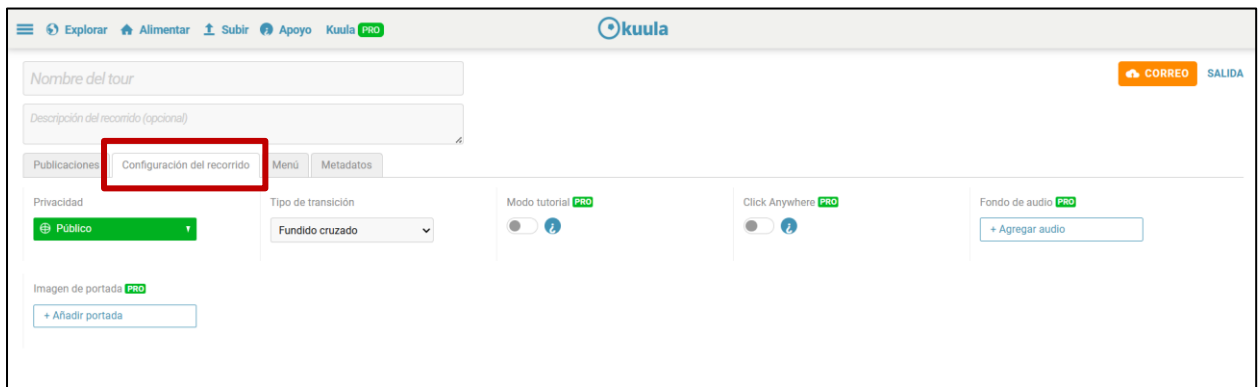 Explorar Alimentar Subir Apoyo Kuula PRO kuula
Nombre del tour
CORREO SALIDA
Descripción del recorrido (opcional)
Publicaciones Configuración del recorrido Menú Metadatos
Privacidad Tipo de transición Modo tutorial PRO Click Anywhere PRO Fondo de audio PRO
Público Fundido cruzado + Agregar audio
Imagen de portada PRO
+ Añadir portada